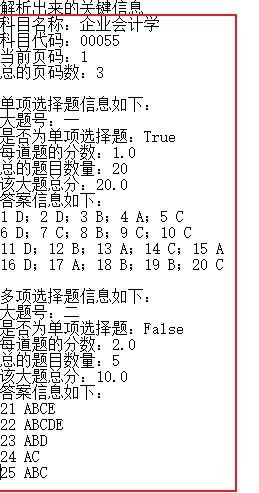 解析出来的关键信息
科目名称：企业会计学
科目代码：00055
当前页码：1
总的页码数：3
单项选择题信息如下：
大题号：一
是否为单项选择题：True
每道题的分数：1.0
总的题目数量：20
该大题总分：20.0
答案信息如下：
1 D；2 D；3 B；4 A；5 C
6 D；7 C；8 B；9 C；10 C
11 D；12 B；13 A；14 C；15 A
16 D；17 A；18 B；19 B；20 C
多项选择题信息如下：
大题号：二
是否为单项选择题：False
每道题的分数：2.0
总的题目数量：5
该大题总分：10.0
答案信息如下：
21 ABCE
22 ABCDE
23 ABD
24 AC
25 ABC